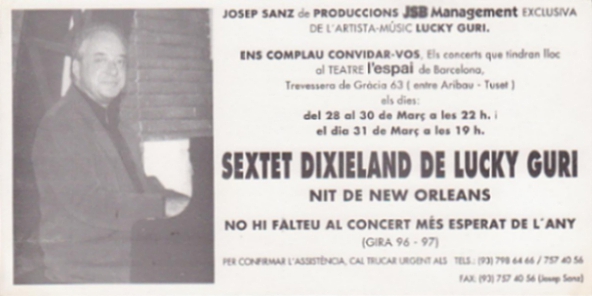 JOSEP SANZ de PRODUCCIONS JSB Management EXCLUSIVA
DE L'ARTISTA-MÚSIC LUCKY GURI.
ENS COMPLAU CONVIDAR-VOS, Els concerts que tindran lloc
al TEATRE l'espai de Barcelona,
Travessera de Gràcia 63 ( entre Aribau - Tuset )
els dies:
del 28 al 30 de Març a les 22 h. i
el dia 31 de Març a les 19 h.
SEXTET DIXIELAND DE LUCKY GURI
NIT DE NEW ORLEANS
NO HI FALTEU AL CONCERT MÉS ESPERAT DE L'ANY
(GIRA 96 - 97)
PER CONFIRMAR L'ASSISTÈNCIA, CAL TRUCAR URGENT ALS TELS : (93) 798 64 66 / 757 40 56
FAX: (93) 757 40 56 (Josep Sanz)